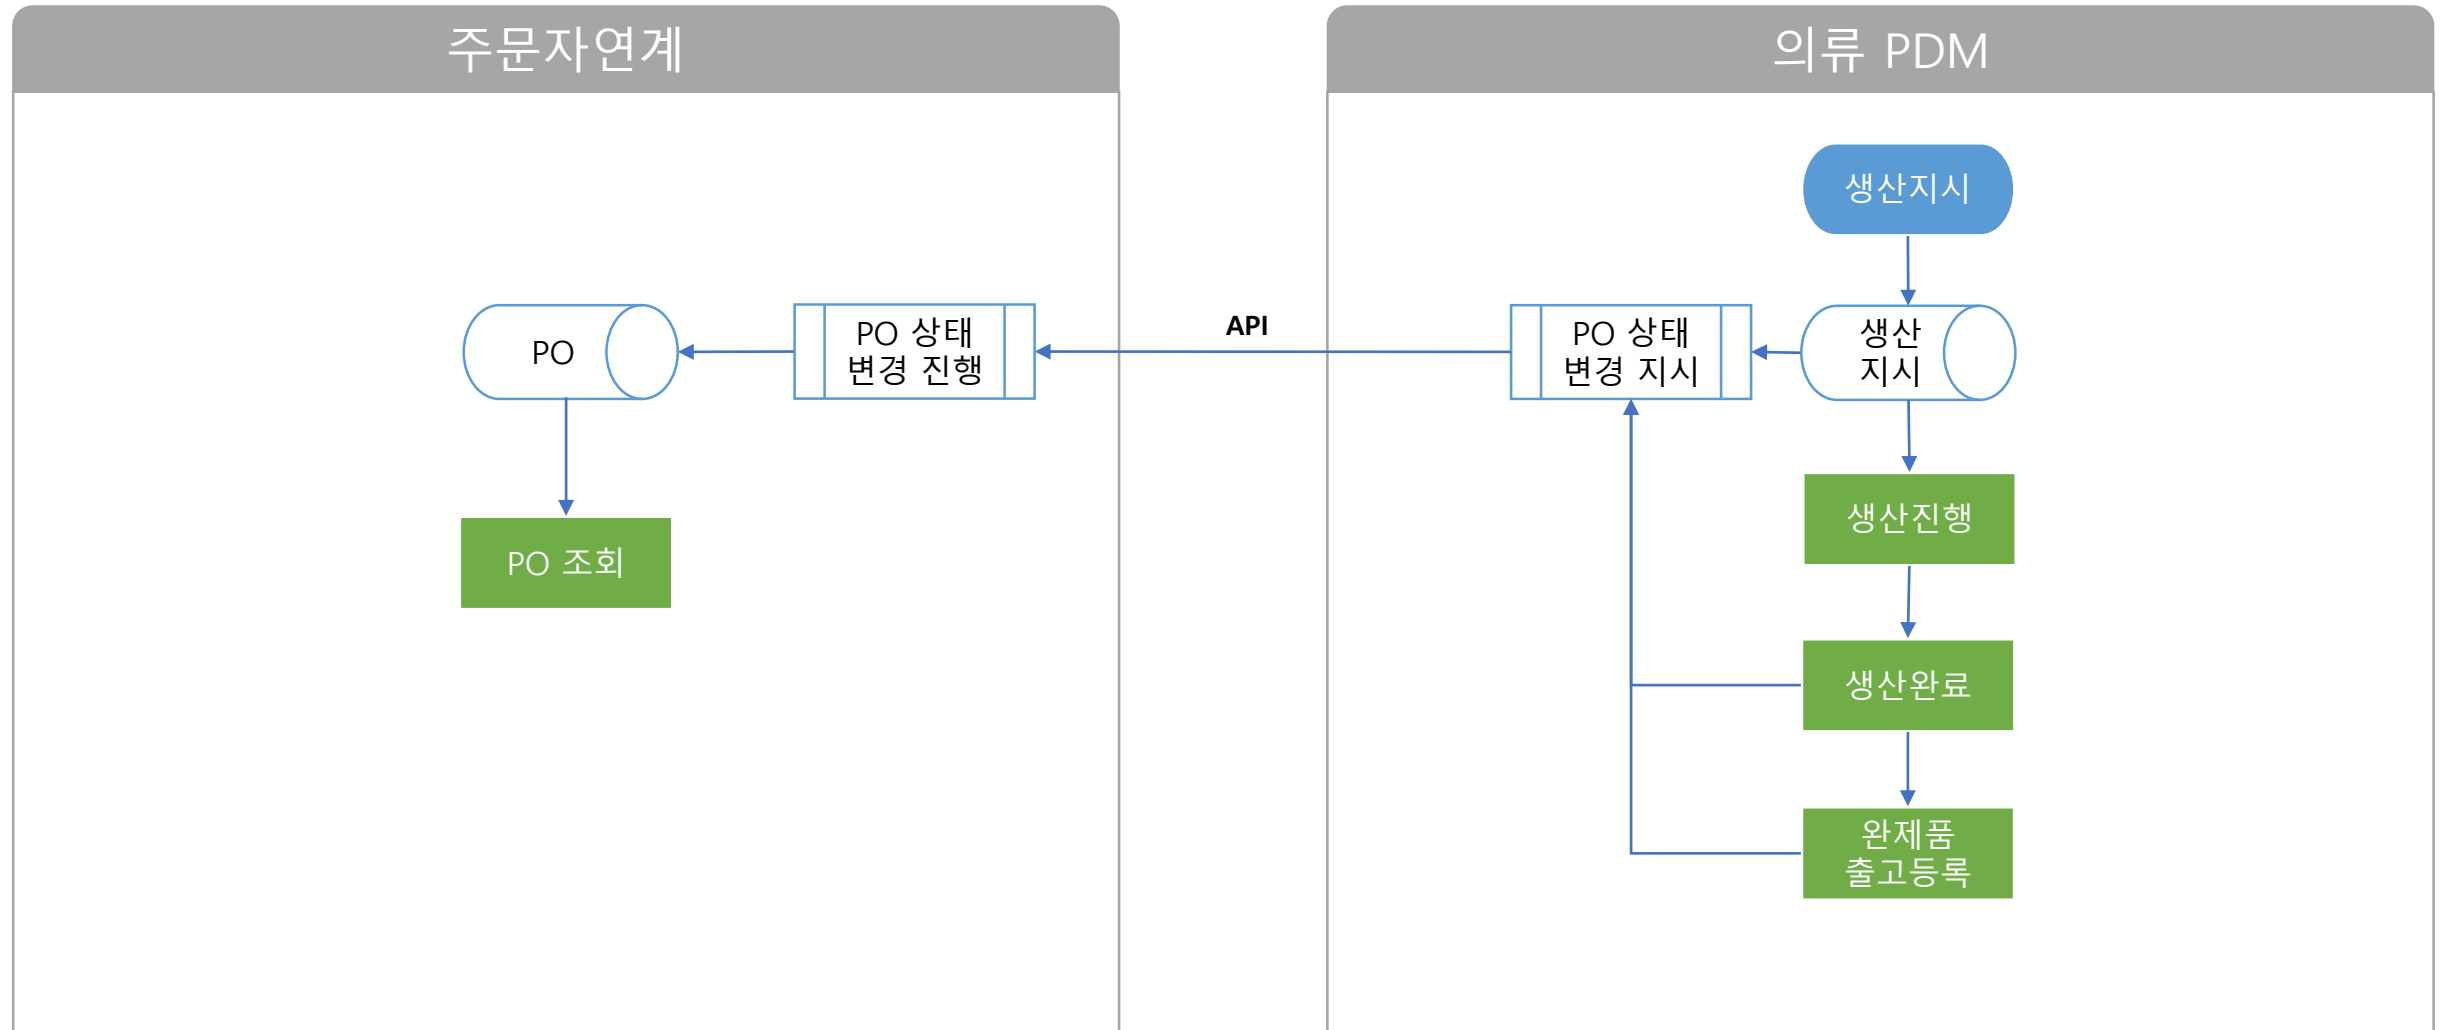 주문자연계
의류 PDM
생산지시
PO
PO 상태
변경 진행
API
PO 상태
변경 지시
생산
지시
생산진행
PO 조회
생산완료
완제품
출고등록